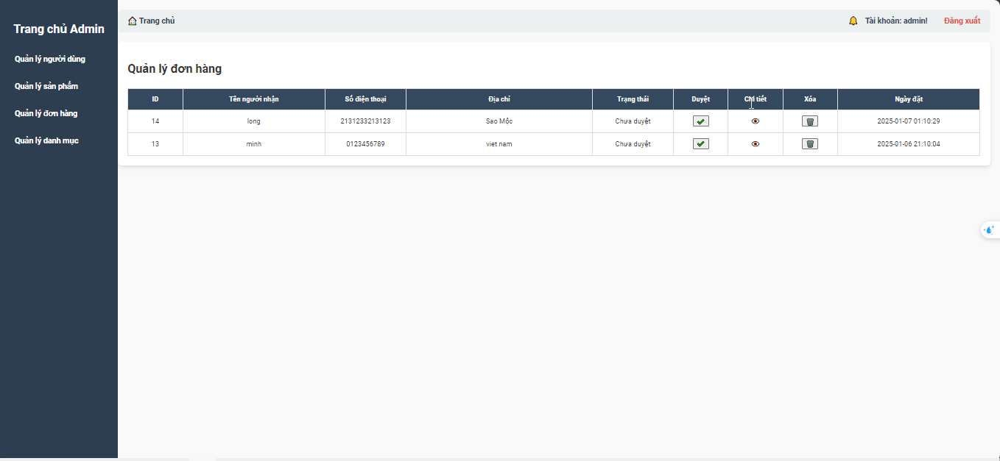 Trang chủ Admin
Quản lý người dùng
Quản lý sản phẩm
Quản lý đơn hàng
Quản lý danh mục
Trang chủ
Tài khoản: admin!
Đăng xuất
Quản lý đơn hàng
ID Tên người nhận Số điện thoại Địa chỉ Trạng thái Duyệt Chi tiết Xóa Ngày đặt
14 long 2131233213123 Sao Mộc Chưa duyệt 2025-01-07 01:10:29
13 minh 0123456789 viet nam Chưa duyệt 2025-01-06 21:10:04